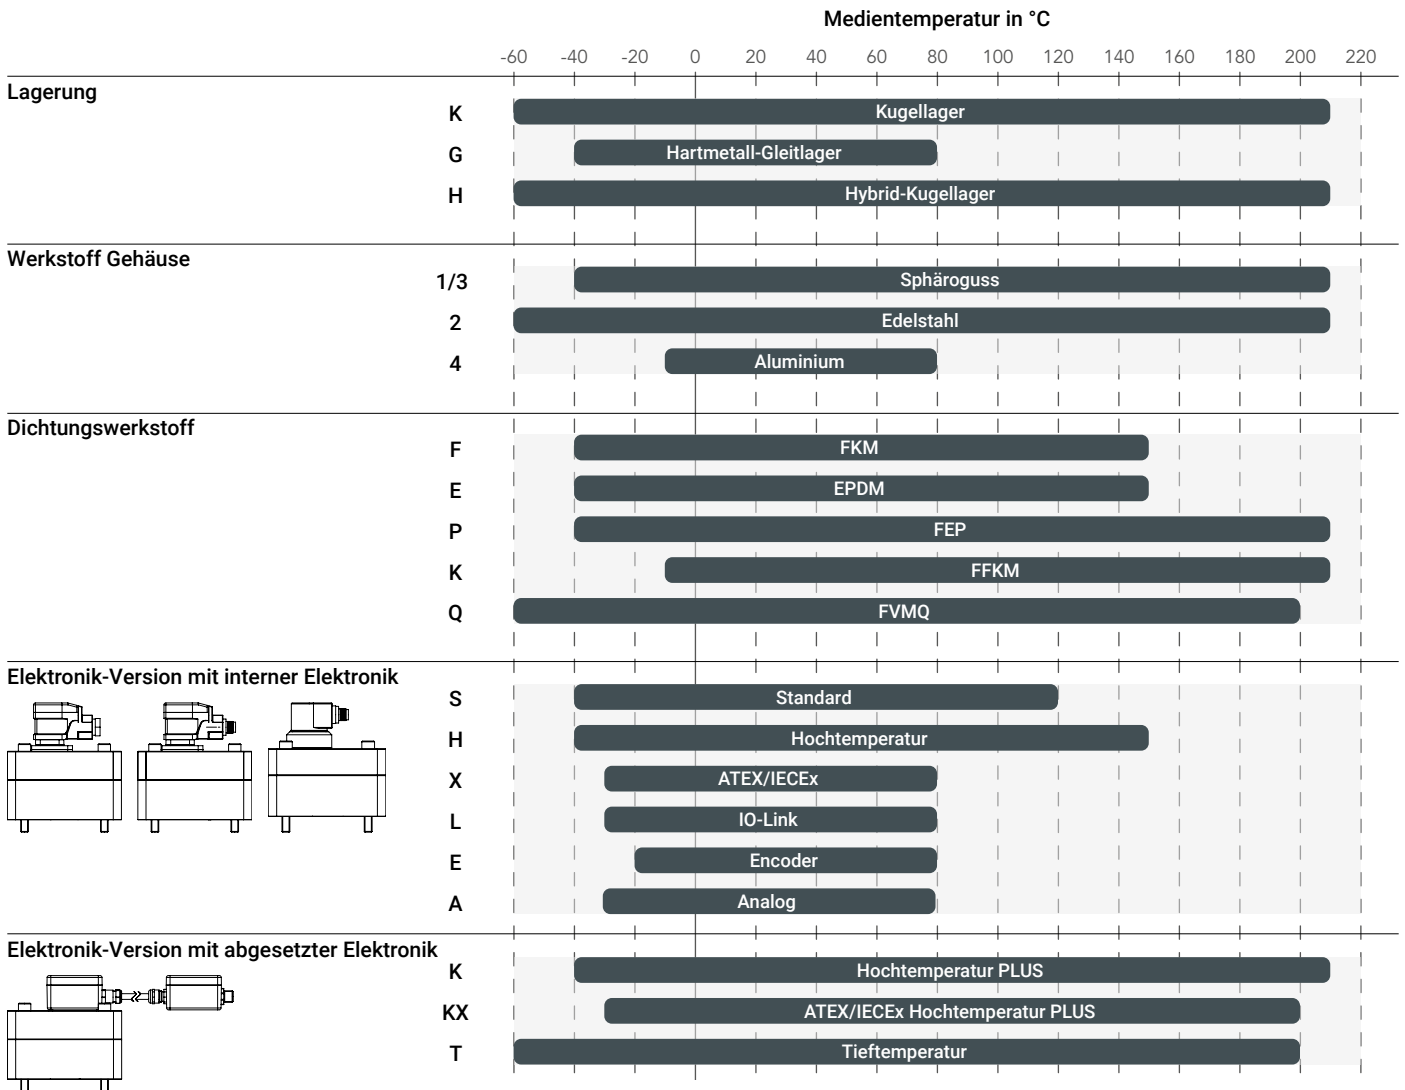 Medientemperatur in °C
-60 -40 -20 0 20 40 60 80 100 120 140 160 180 200 220
Lagerung
K Kugellager
G Hartmetall-Gleitlager
H Hybrid-Kugellager
Werkstoff Gehäuse
1/3 Sphäroguss
2 Edelstahl
4 Aluminium
Dichtungswerkstoff
F FKM
E EPDM
P FEP
K FFKM
Q FVMQ
Elektronik-Version mit interner Elektronik
S Standard
H Hochtemperatur
X ATEX/IECEx
L IO-Link
E Encoder
A Analog
Elektronik-Version mit abgesetzter Elektronik
K Hochtemperatur PLUS
KX ATEX/IECEx Hochtemperatur PLUS
T Tieftemperatur